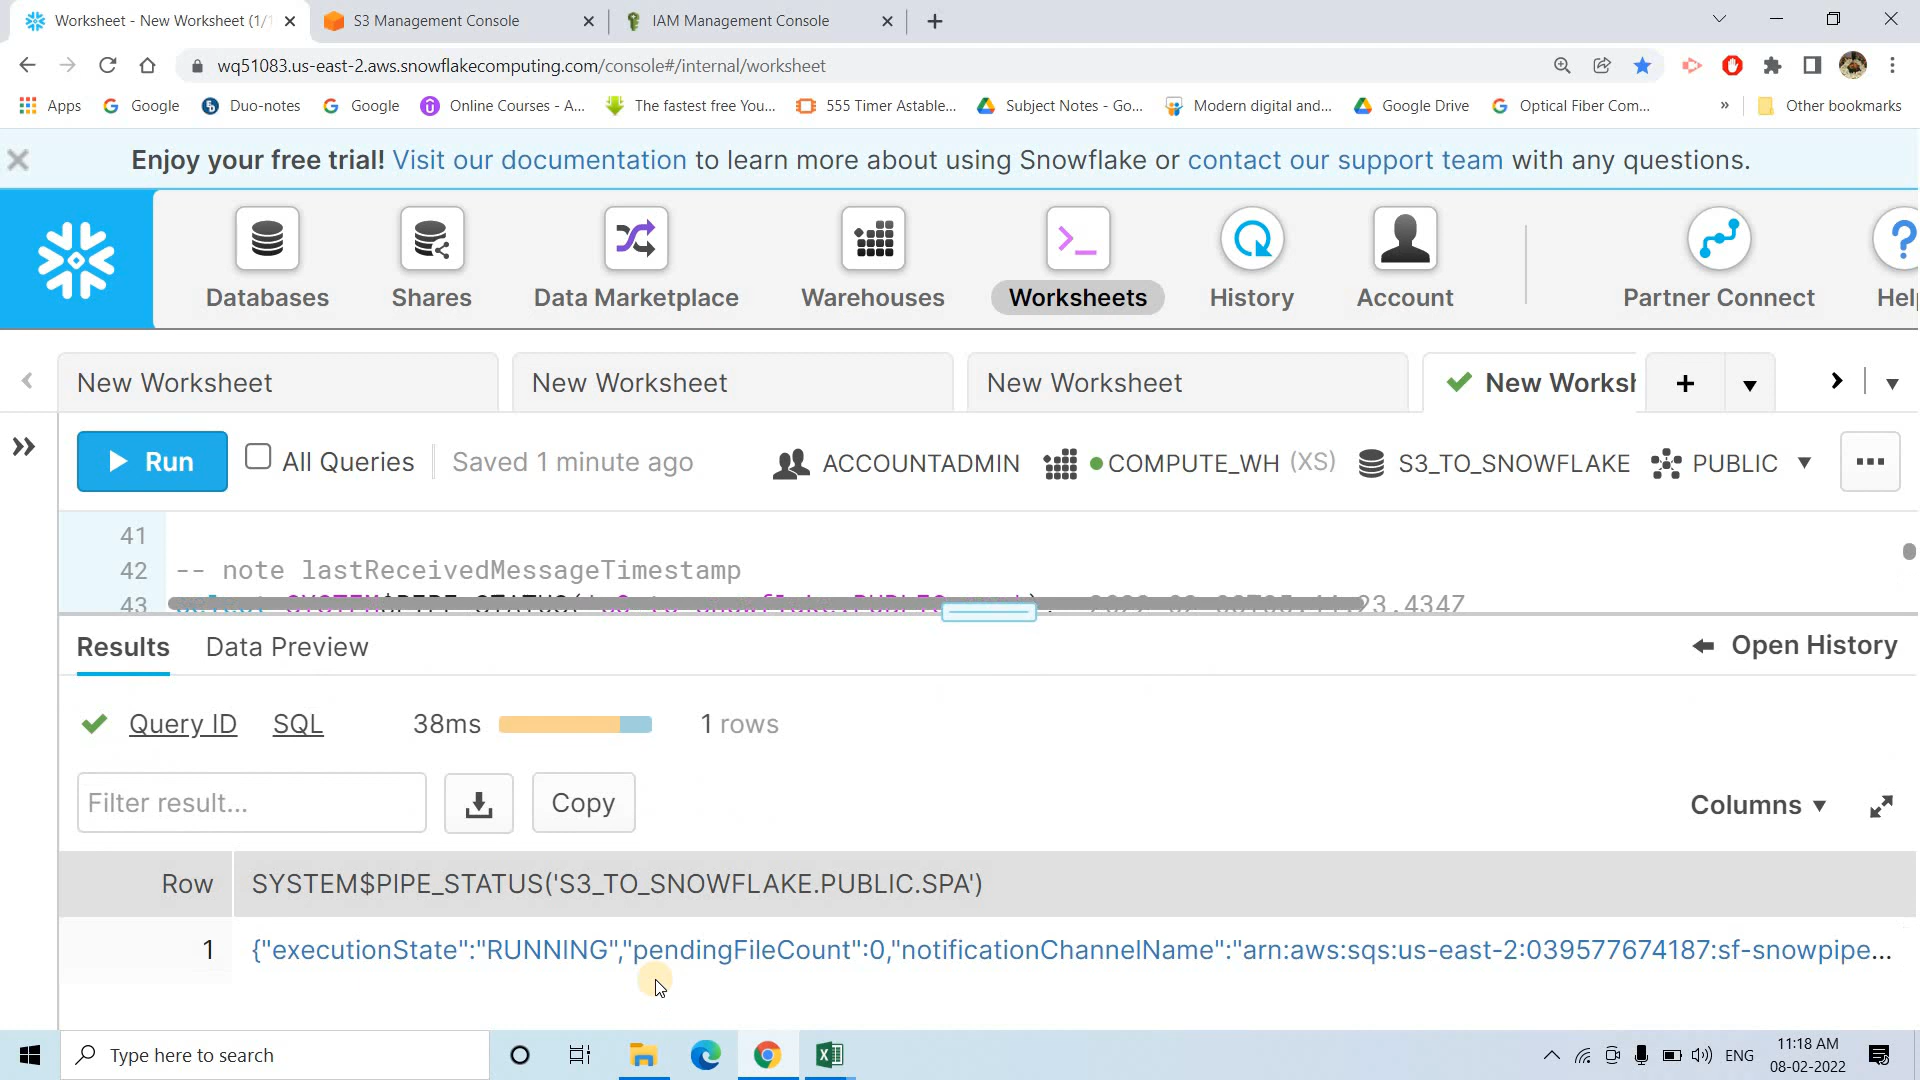 Worksheet - New Worksheet (1/1
S3 Management Console
IAM Management Console
wq51083.us-east-2.aws.snowflakecomputing.com/console#/internal/worksheet
Apps
Google
Duo-notes
Google
Online Courses - A...
The fastest free You...
555 Timer Astable...
Subject Notes - Go...
Modern digital and...
Google Drive
Optical Fiber Com...
»
Other bookmarks
Enjoy your free trial! Visit our documentation to learn more about using Snowflake or contact our support team with any questions.
Databases
Shares
Data Marketplace
Warehouses
Worksheets
History
Account
Partner Connect
Help
New Worksheet
New Worksheet
New Worksheet
New Worksh
+
Run
All Queries
Saved 1 minute ago
ACCOUNTADMIN
COMPUTE_WH (XS)
S3_TO_SNOWFLAKE
PUBLIC
...
41
42 -- note lastReceivedMessageTimestamp
43
Results
Data Preview
Open History
Query ID
SQL
38ms
1 rows
Filter result...
Copy
Columns
Row SYSTEM$PIPE_STATUS('S3_TO_SNOWFLAKE.PUBLIC.SPA')
1 {"executionState":"RUNNING","pendingFileCount":0,"notificationChannelName":"arn:aws:sqs:us-east-2:039577674187:sf-snowpipe...
Type here to search
ENG
11:18 AM
08-02-2022